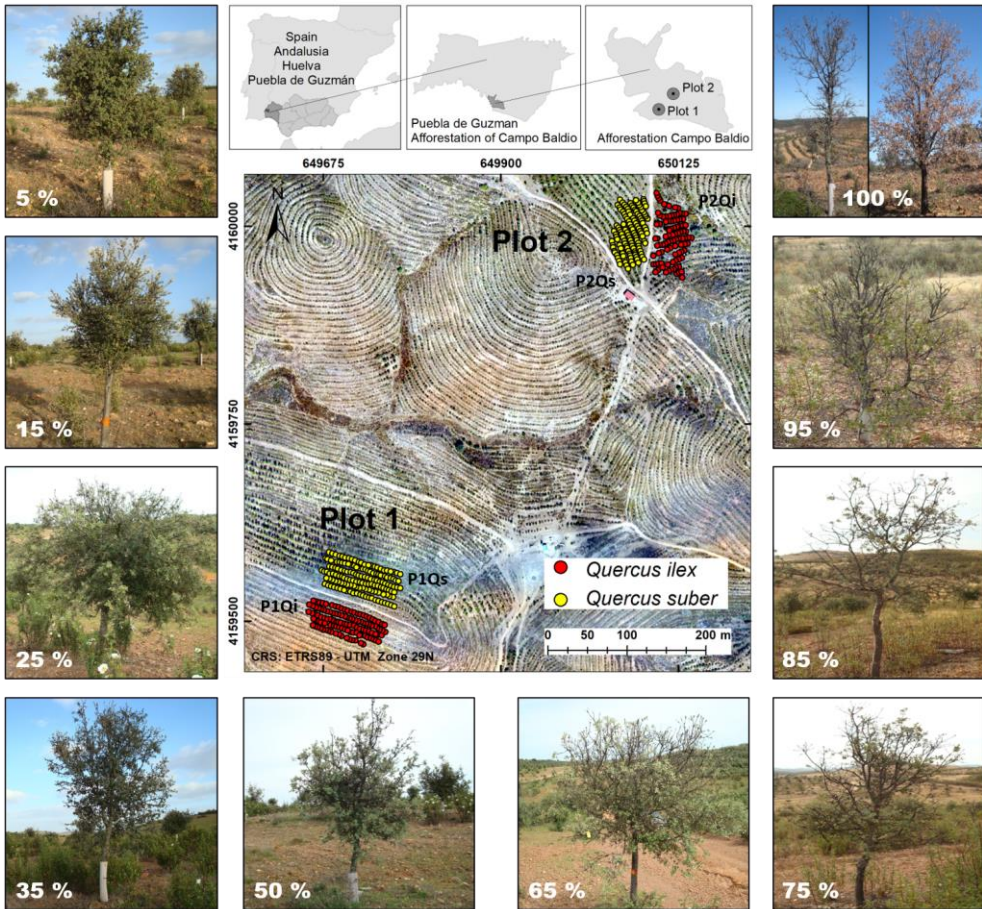 5 %
Spain
Andalusia
Huelva
Puebla de Guzmán
Puebla de Guzman
Afforestation of Campo Baldio
Plot 2
Plot 1
Afforestation Campo Baldio
100 %
649675
649900
650125
N
4160000
4159750
4159500
Plot 2
P2Qi
P2Qs
Plot 1
P1Qs
P1Qi
Quercus ilex
Quercus suber
0 50 100 200 m
CRS: ETRS89 - UTM Zone 29N
15 %
95 %
25 %
85 %
35 %
50 %
65 %
75 %